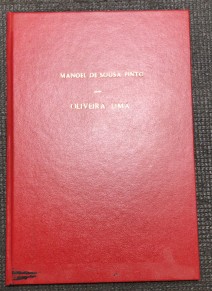 MANOEL DE SOUSA PINTO
OLIVEIRA LIMA